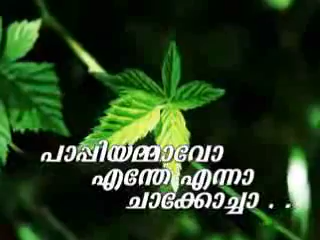 പാപ്പിയമ്മാവോ
എന്തേ എന്നാ
ചാക്കോച്ചാ . .